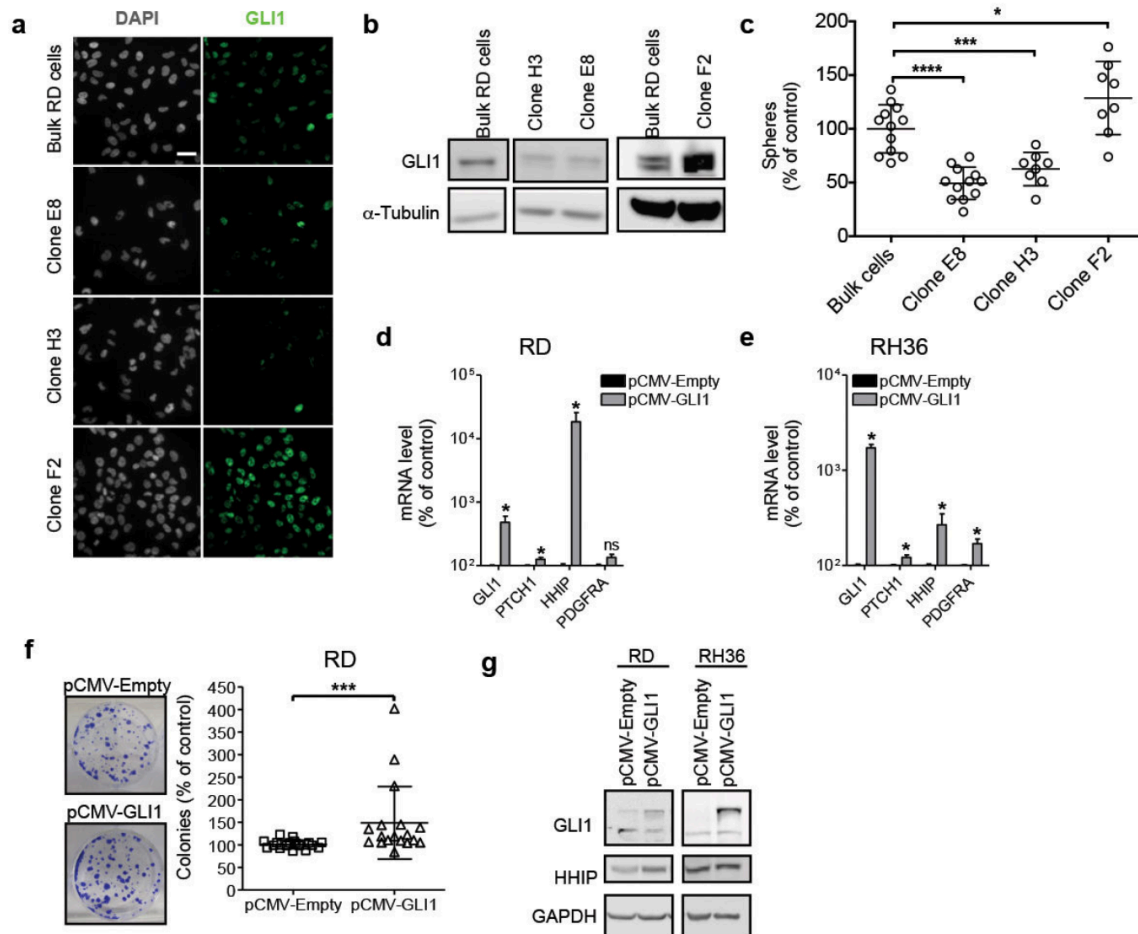 a
DAPI
GLI1
Bulk RD cells
Clone E8
Clone H3
Clone F2
b
Bulk RD cells
Clone H3
Clone E8
Bulk RD cells
Clone F2
GLI1
α-Tubulin
c
Spheres
(% of control)
200
150
100
50
0
*
***
****
Bulk cells
Clone E8
Clone H3
Clone F2
d
RD
mRNA level
(% of control)
10⁵
10⁴
10³
10²
pCMV-Empty
pCMV-GLI1
*
*
*
ns
GLI1
PTCH1
HHIP
PDGFRA
e
RH36
mRNA level
(% of control)
10⁴
10³
10²
pCMV-Empty
pCMV-GLI1
*
*
*
*
GLI1
PTCH1
HHIP
PDGFRA
f
pCMV-Empty
pCMV-GLI1
RD
Colonies (% of control)
450
400
350
300
250
200
150
100
50
0
***
pCMV-Empty
pCMV-GLI1
g
RD
RH36
pCMV-Empty
pCMV-GLI1
pCMV-Empty
pCMV-GLI1
GLI1
HHIP
GAPDH